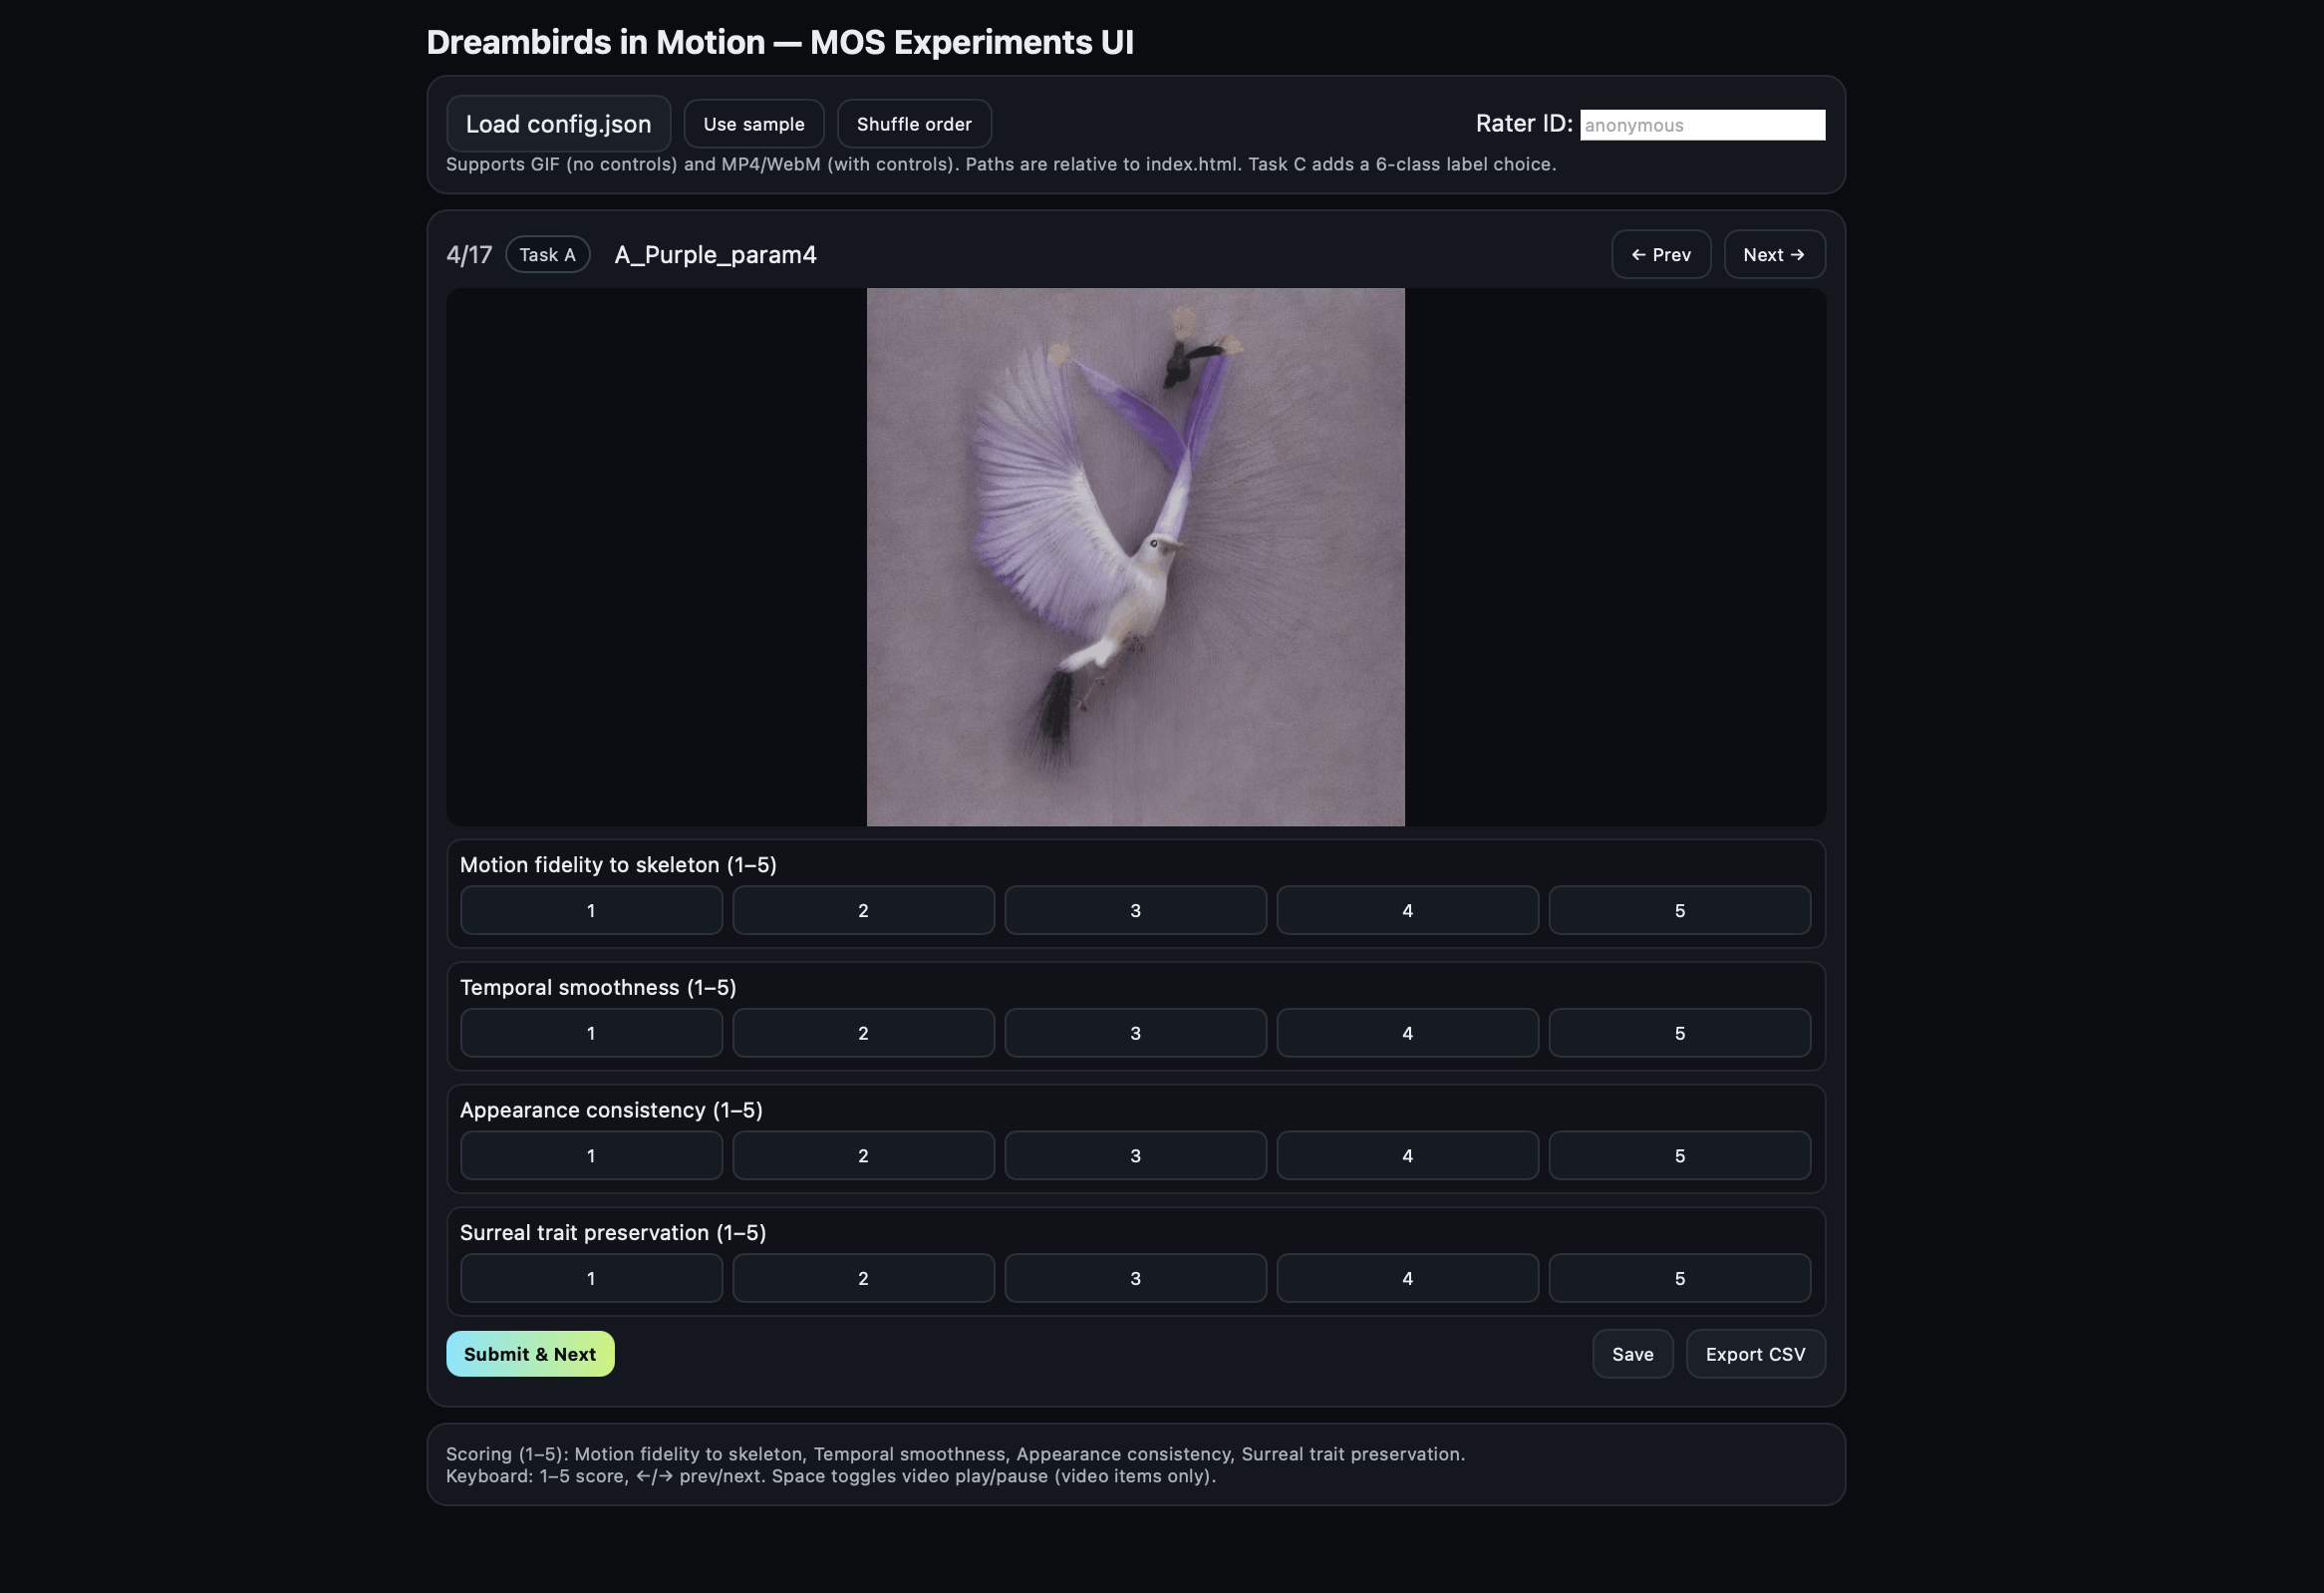 Dreambirds in Motion — MOS Experiments UI
Load config.json Use sample Shuffle order Rater ID: anonymous
Supports GIF (no controls) and MP4/WebM (with controls). Paths are relative to index.html. Task C adds a 6-class label choice.
4/17 Task A A_Purple_param4 ← Prev Next →
Motion fidelity to skeleton (1–5)
1 2 3 4 5
Temporal smoothness (1–5)
1 2 3 4 5
Appearance consistency (1–5)
1 2 3 4 5
Surreal trait preservation (1–5)
1 2 3 4 5
Submit & Next Save Export CSV
Scoring (1–5): Motion fidelity to skeleton, Temporal smoothness, Appearance consistency, Surreal trait preservation.
Keyboard: 1–5 score, ←/→ prev/next. Space toggles video play/pause (video items only).